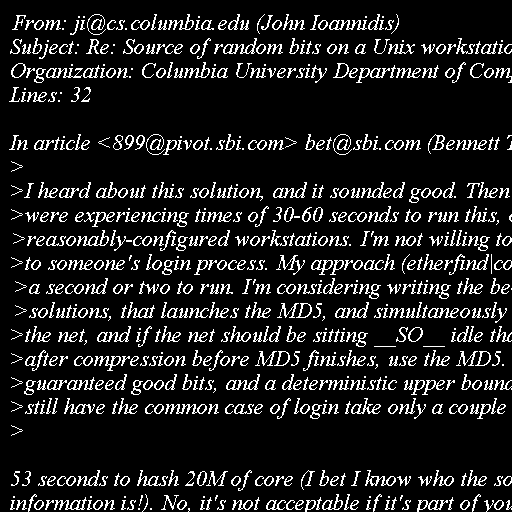 From: ji@cs.columbia.edu (John Ioannidis)
Subject: Re: Source of random bits on a Unix
Organization: Columbia University Department of
Lines: 32

In article <899@pivot.sbi.com> bet@sbi.com (Bennett
>
>I heard about this solution, and it sounded good. Then
>were experiencing times of 30-60 seconds to run this,
>reasonably-configured workstations. I'm not willing to
>to someone's login process. My approach (etherfind|co
>a second or two to run. I'm considering writing the be-
>solutions, that launches the MD5, and simultaneously
>the net, and if the net should be sitting __SO__ idle
>after compression before MD5 finishes, use the MD5.
>guaranteed good bits, and a deterministic upper bound
>still have the common case of login take only a couple
>

53 seconds to hash 20M of core (I bet I know who the
information is!). No, it's not acceptable if it's part of